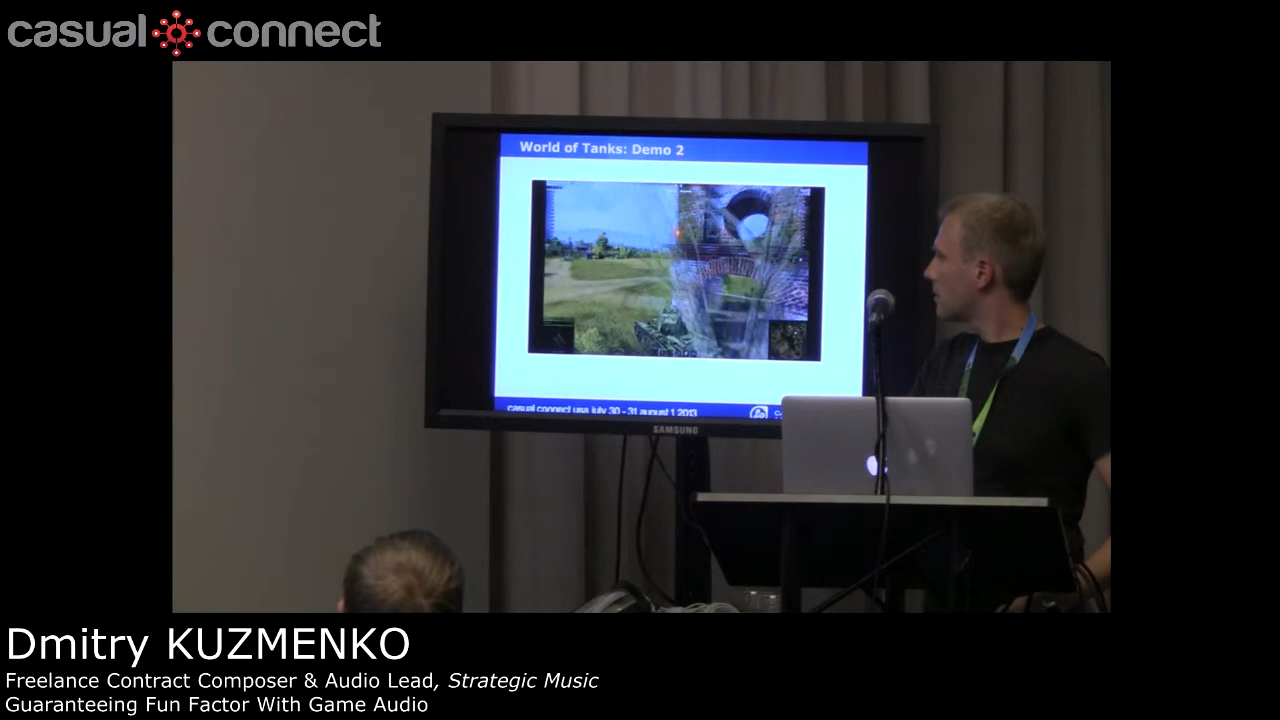 casual connect
World of Tanks: Demo 2
casual connect usa july 30 - 31 august 1 2013
SAMSUNG
Dmitry KUZMENKO
Freelance Contract Composer & Audio Lead, Strategic Music
Guaranteeing Fun Factor With Game Audio